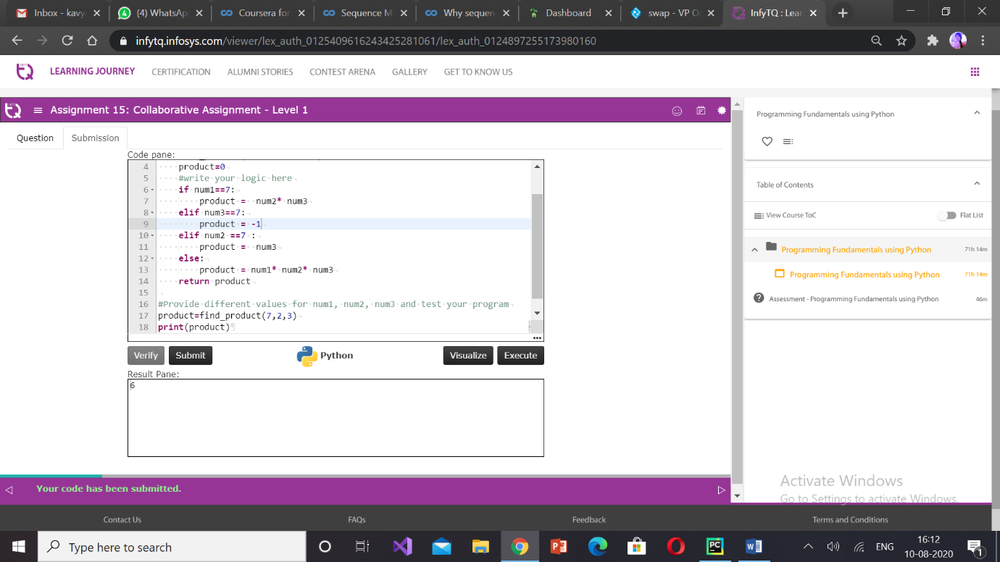 Inbox - kavy
(4) WhatsAp
Coursera for
Sequence M
Why sequen
Dashboard
swap - VP O
InfyTQ : Lear
infytq.infosys.com/viewer/lex_auth_0125409616243425281061/lex_auth_0124897255173980160
LEARNING JOURNEY CERTIFICATION ALUMNI STORIES CONTEST ARENA GALLERY GET TO KNOW US
Assignment 15: Collaborative Assignment - Level 1
Question Submission
Code pane:
4 product=0
5 #write your logic here
6 if num1==7:
7 product = num2* num3
8 elif num3==7:
9 product = -1
10 elif num2 ==7 :
11 product = num3
12 else:
13 product = num1* num2* num3
14 return product
15
16 #Provide different values for num1, num2, num3 and test your program
17 product=find_product(7,2,3)
18 print(product)
Verify Submit Python Visualize Execute
Result Pane:
6
Your code has been submitted.
Programming Fundamentals using Python
Table of Contents
View Course ToC Flat List
Programming Fundamentals using Python 71h 14m
Programming Fundamentals using Python 71h 14m
Assessment - Programming Fundamentals using Python 46m
Activate Windows
Go to Settings to activate Windows.
Contact Us FAQs Feedback Terms and Conditions
Type here to search
ENG
16:12
10-08-2020
1